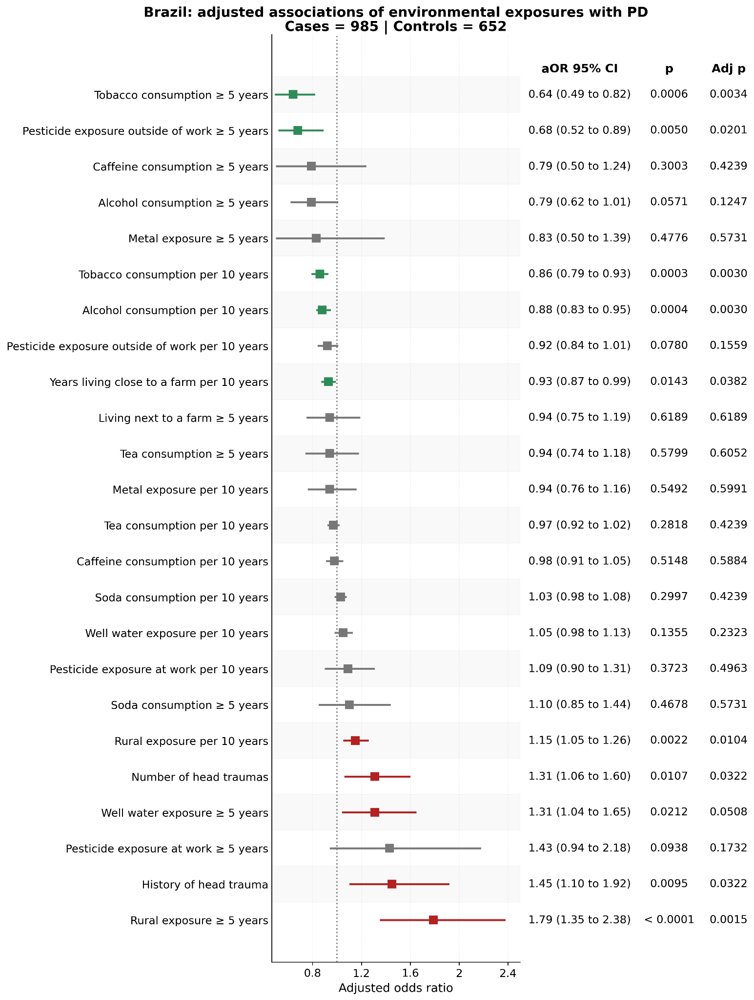 Brazil: adjusted associations of environmental exposures with PD
Cases = 985 | Controls = 652
aOR 95% CI p Adj p
Tobacco consumption ≥ 5 years 0.64 (0.49 to 0.82) 0.0006 0.0034
Pesticide exposure outside of work ≥ 5 years 0.68 (0.52 to 0.89) 0.0050 0.0201
Caffeine consumption ≥ 5 years 0.79 (0.50 to 1.24) 0.3003 0.4239
Alcohol consumption ≥ 5 years 0.79 (0.62 to 1.01) 0.0571 0.1247
Metal exposure ≥ 5 years 0.83 (0.50 to 1.39) 0.4776 0.5731
Tobacco consumption per 10 years 0.86 (0.79 to 0.93) 0.0003 0.0030
Alcohol consumption per 10 years 0.88 (0.83 to 0.95) 0.0004 0.0030
Pesticide exposure outside of work per 10 years 0.92 (0.84 to 1.01) 0.0780 0.1559
Years living close to a farm per 10 years 0.93 (0.87 to 0.99) 0.0143 0.0382
Living next to a farm ≥ 5 years 0.94 (0.75 to 1.19) 0.6189 0.6189
Tea consumption ≥ 5 years 0.94 (0.74 to 1.18) 0.5799 0.6052
Metal exposure per 10 years 0.94 (0.76 to 1.16) 0.5492 0.5991
Tea consumption per 10 years 0.97 (0.92 to 1.02) 0.2818 0.4239
Caffeine consumption per 10 years 0.98 (0.91 to 1.05) 0.5148 0.5884
Soda consumption per 10 years 1.03 (0.98 to 1.08) 0.2997 0.4239
Well water exposure per 10 years 1.05 (0.98 to 1.13) 0.1355 0.2323
Pesticide exposure at work per 10 years 1.09 (0.90 to 1.31) 0.3723 0.4963
Soda consumption ≥ 5 years 1.10 (0.85 to 1.44) 0.4678 0.5731
Rural exposure per 10 years 1.15 (1.05 to 1.26) 0.0022 0.0104
Number of head traumas 1.31 (1.06 to 1.60) 0.0107 0.0322
Well water exposure ≥ 5 years 1.31 (1.04 to 1.65) 0.0212 0.0508
Pesticide exposure at work ≥ 5 years 1.43 (0.94 to 2.18) 0.0938 0.1732
History of head trauma 1.45 (1.10 to 1.92) 0.0095 0.0322
Rural exposure ≥ 5 years 1.79 (1.35 to 2.38) < 0.0001 0.0015
0.8 1.2 1.6 2 2.4
Adjusted odds ratio